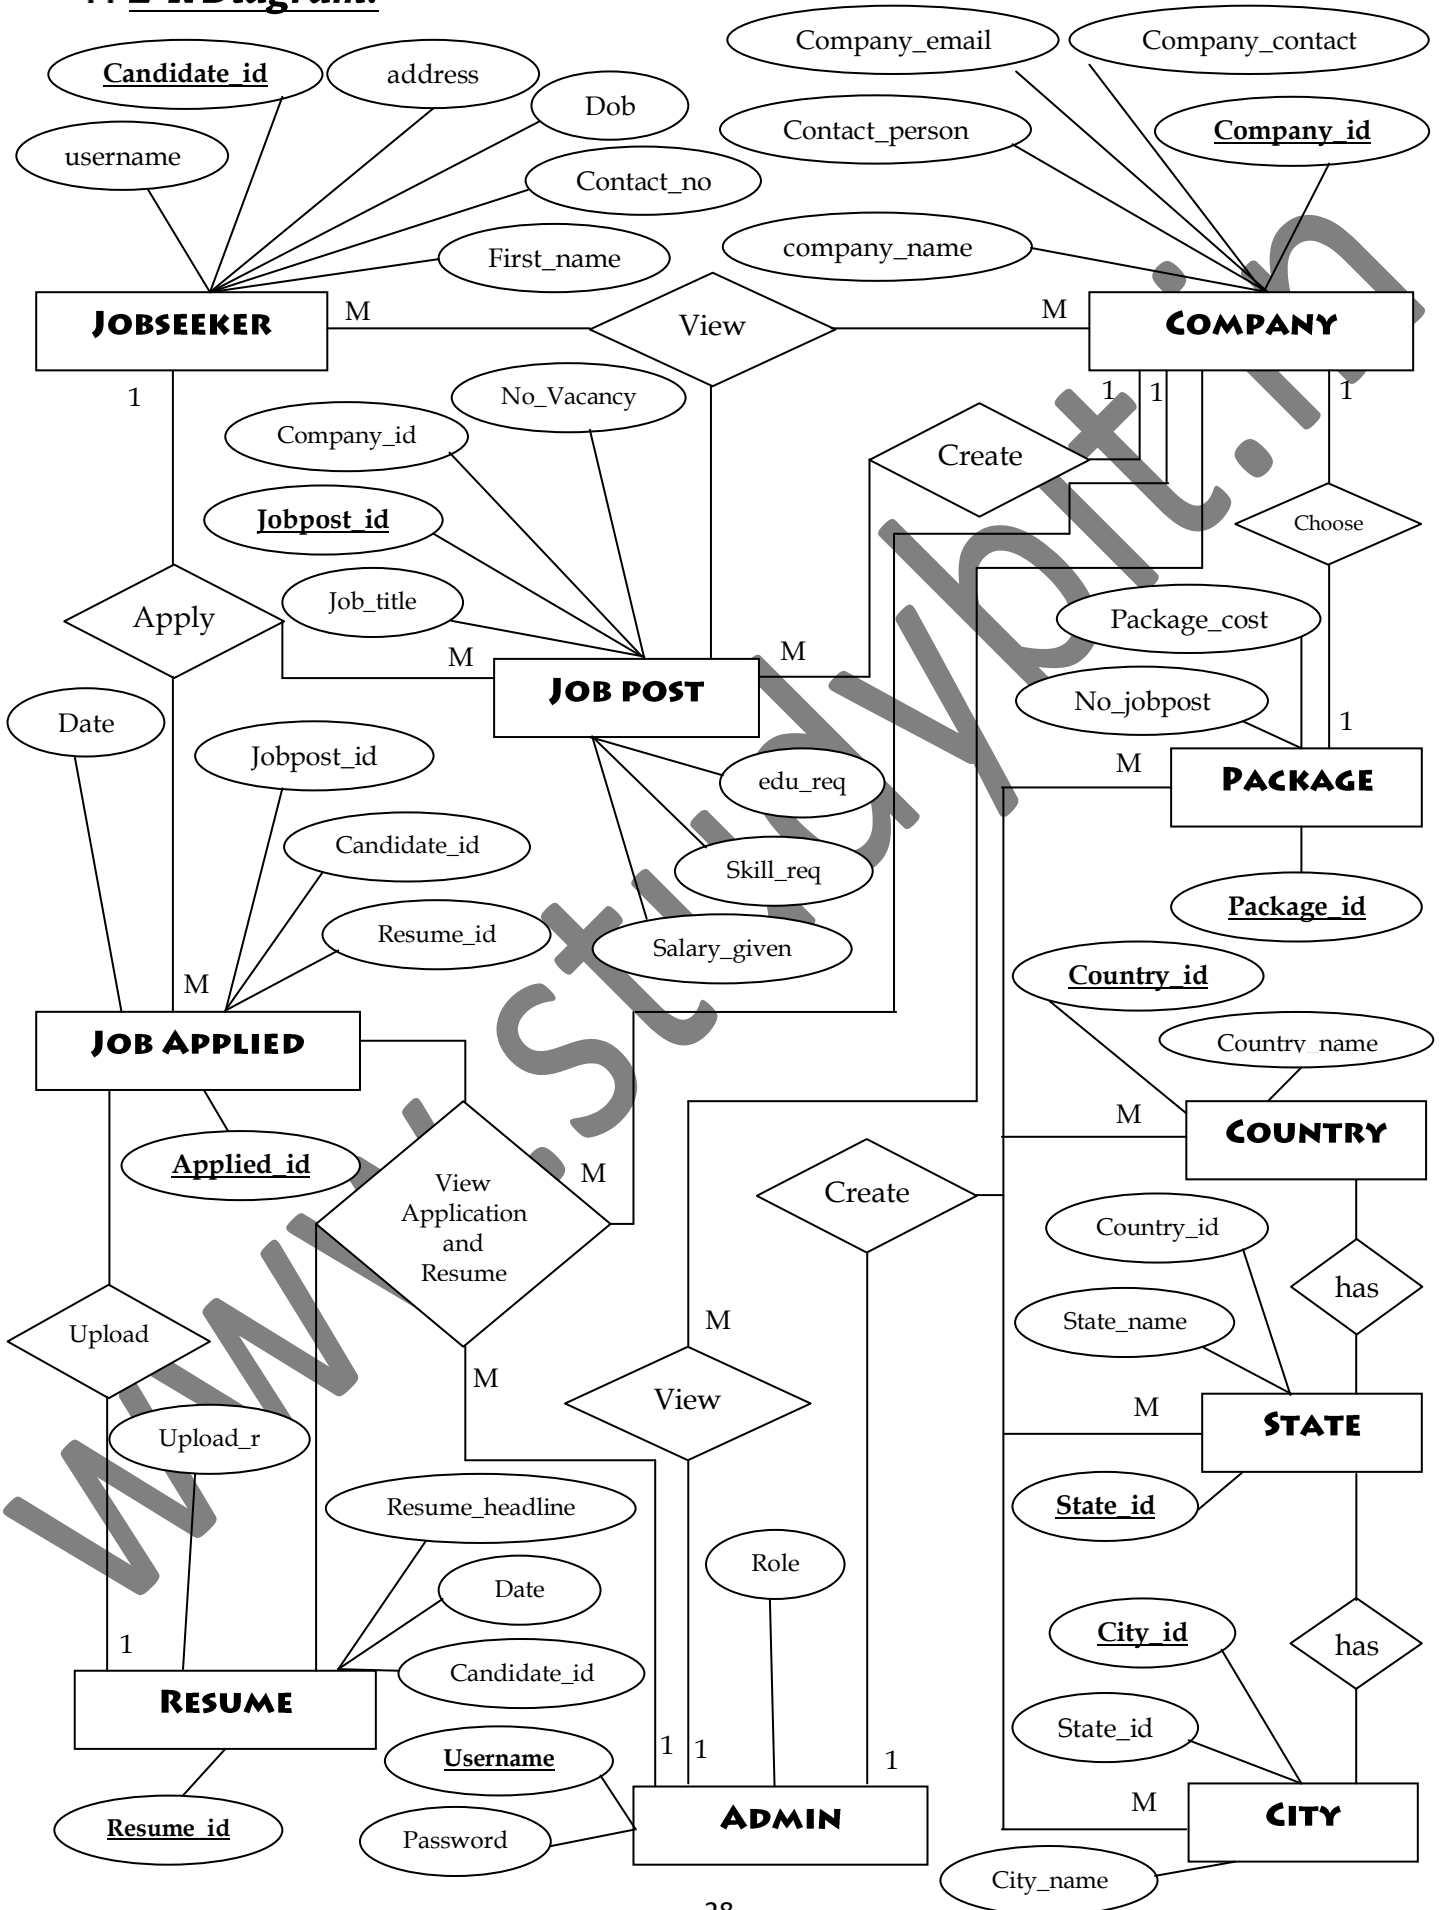 E-R Diagram:
Company_email
Company_contact
Candidate_id
address
Dob
Contact_person
Company_id
username
Contact_no
company_name
First_name
JOBSEEKER
M
View
M
COMPANY
1
No_Vacancy
1
1
1
Company_id
Create
Jobpost_id
Choose
Job_title
Apply
Package_cost
M
M
JOB POST
No_jobpost
Date
1
Jobpost_id
M
edu_req
PACKAGE
Candidate_id
Skill_req
Package_id
Resume_id
Salary_given
Country_id
M
JOB APPLIED
Country_name
M
COUNTRY
Applied_id
M
View
Application
and
Resume
Create
Country_id
has
Upload
M
State_name
M
View
M
STATE
Upload_r
Resume_headline
State_id
Role
Date
City_id
1
has
Candidate_id
RESUME
State_id
Username
1
1
1
Resume_id
Password
ADMIN
M
CITY
City_name
28
www.studybit.in